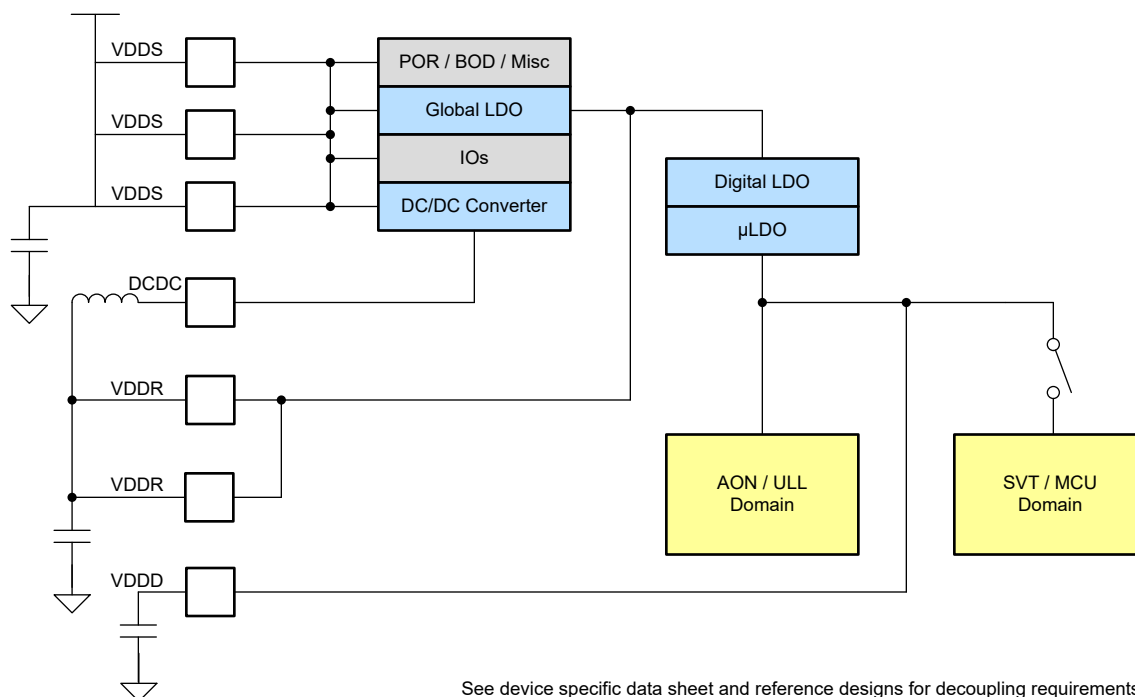 VDDS
POR / BOD / Misc
Global LDO
VDDS
IOs
Digital LDO
VDDS
DC/DC Converter
µLDO
DCDC
VDDR
VDDR
AON / ULL
Domain
SVT / MCU
Domain
VDDD
See device specific data sheet and reference designs for decoupling requirements